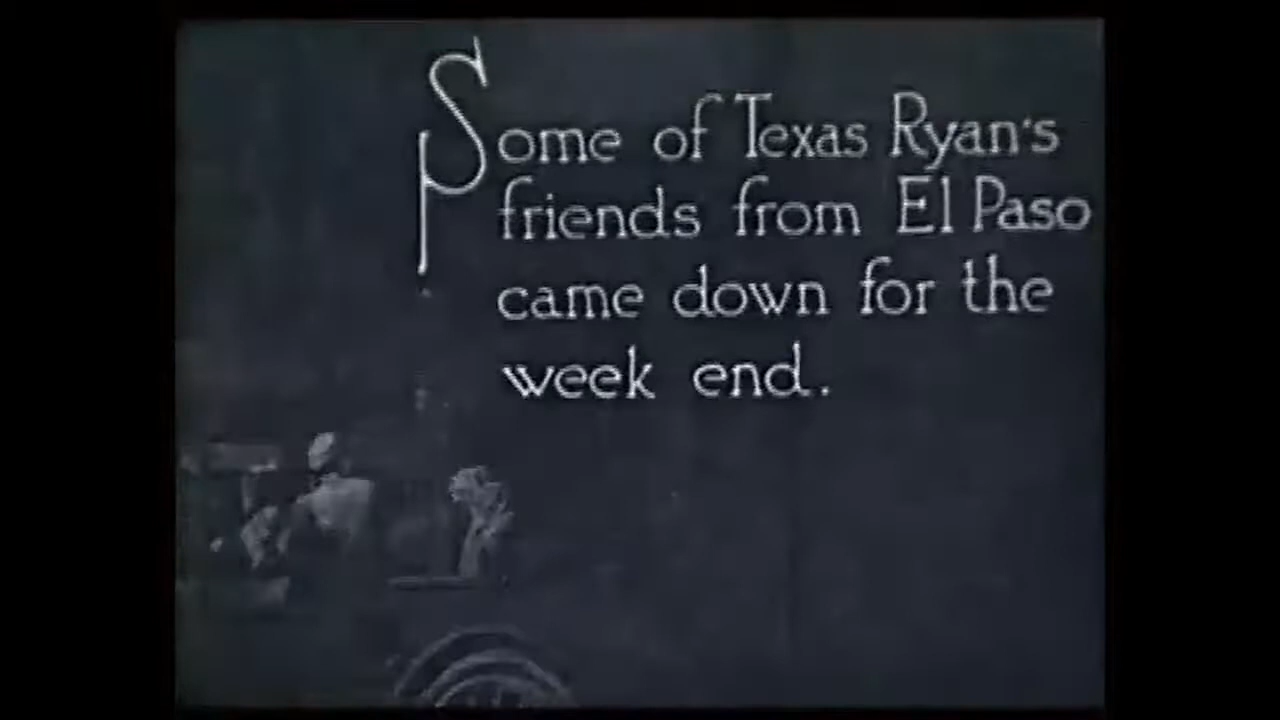 Some of Texas Ryan's
friends from El Paso
came down for the
week end.